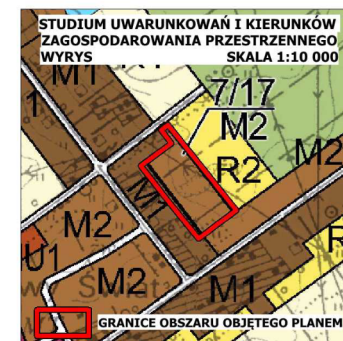 STUDIUM UWARUNKOWAŃ I KIERUNKÓW
ZAGOSPODAROWANIA PRZESTRZENNEGO
WYRYS SKALA 1:10 000
M1
7/17
M2
M2
R2
M1
M2
U1
M2
M1
GRANICE OBSZARU OBJĘTEGO PLANEM